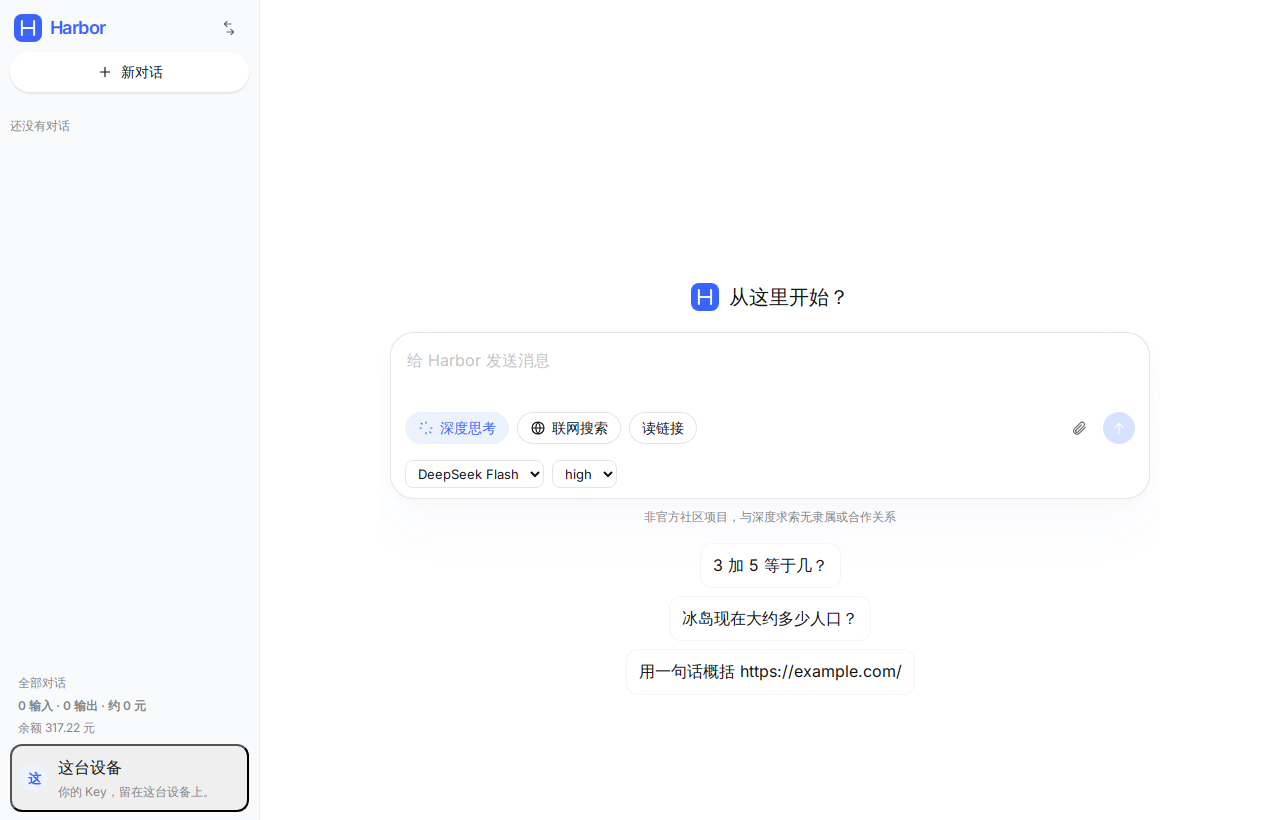 Harbor
新对话
还没有对话
从这里开始？
给 Harbor 发送消息
深度思考 联网搜索 读链接
DeepSeek Flash high
非官方社区项目，与深度求索无隶属或合作关系
3 加 5 等于几？
冰岛现在大约多少人口？
用一句话概括 https://example.com/
全部对话
0 输入 · 0 输出 · 约 0 元
余额 317.22 元
这 这台设备
你的 Key，留在这台设备上。